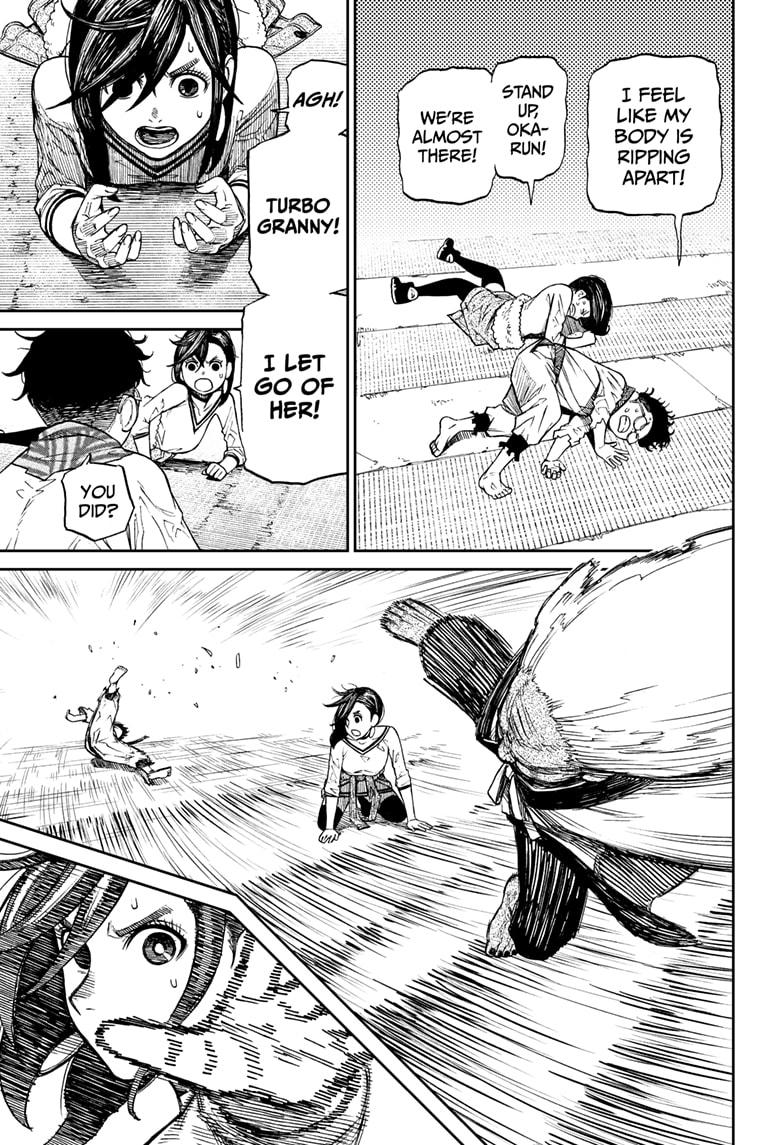 I FEEL
LIKE MY
BODY IS
RIPPING
APART!
STAND
UP,
OKA-
RUN!
WE'RE
ALMOST
THERE!
AGH!
TURBO
GRANNY!
I LET
GO OF
HER!
YOU
DID?